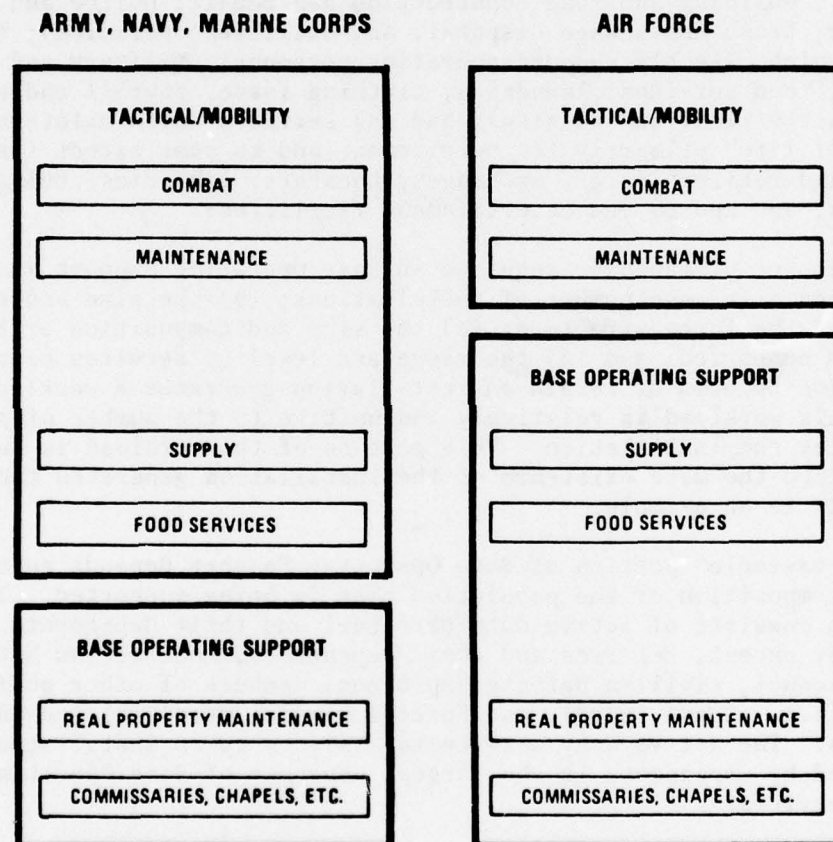 ARMY, NAVY, MARINE CORPS
TACTICAL/MOBILITY
COMBAT
MAINTENANCE
SUPPLY
FOOD SERVICES
BASE OPERATING SUPPORT
REAL PROPERTY MAINTENANCE
COMMISSARIES, CHAPELS, ETC.
AIR FORCE
TACTICAL/MOBILITY
COMBAT
MAINTENANCE
BASE OPERATING SUPPORT
SUPPLY
FOOD SERVICES
REAL PROPERTY MAINTENANCE
COMMISSARIES, CHAPELS, ETC.